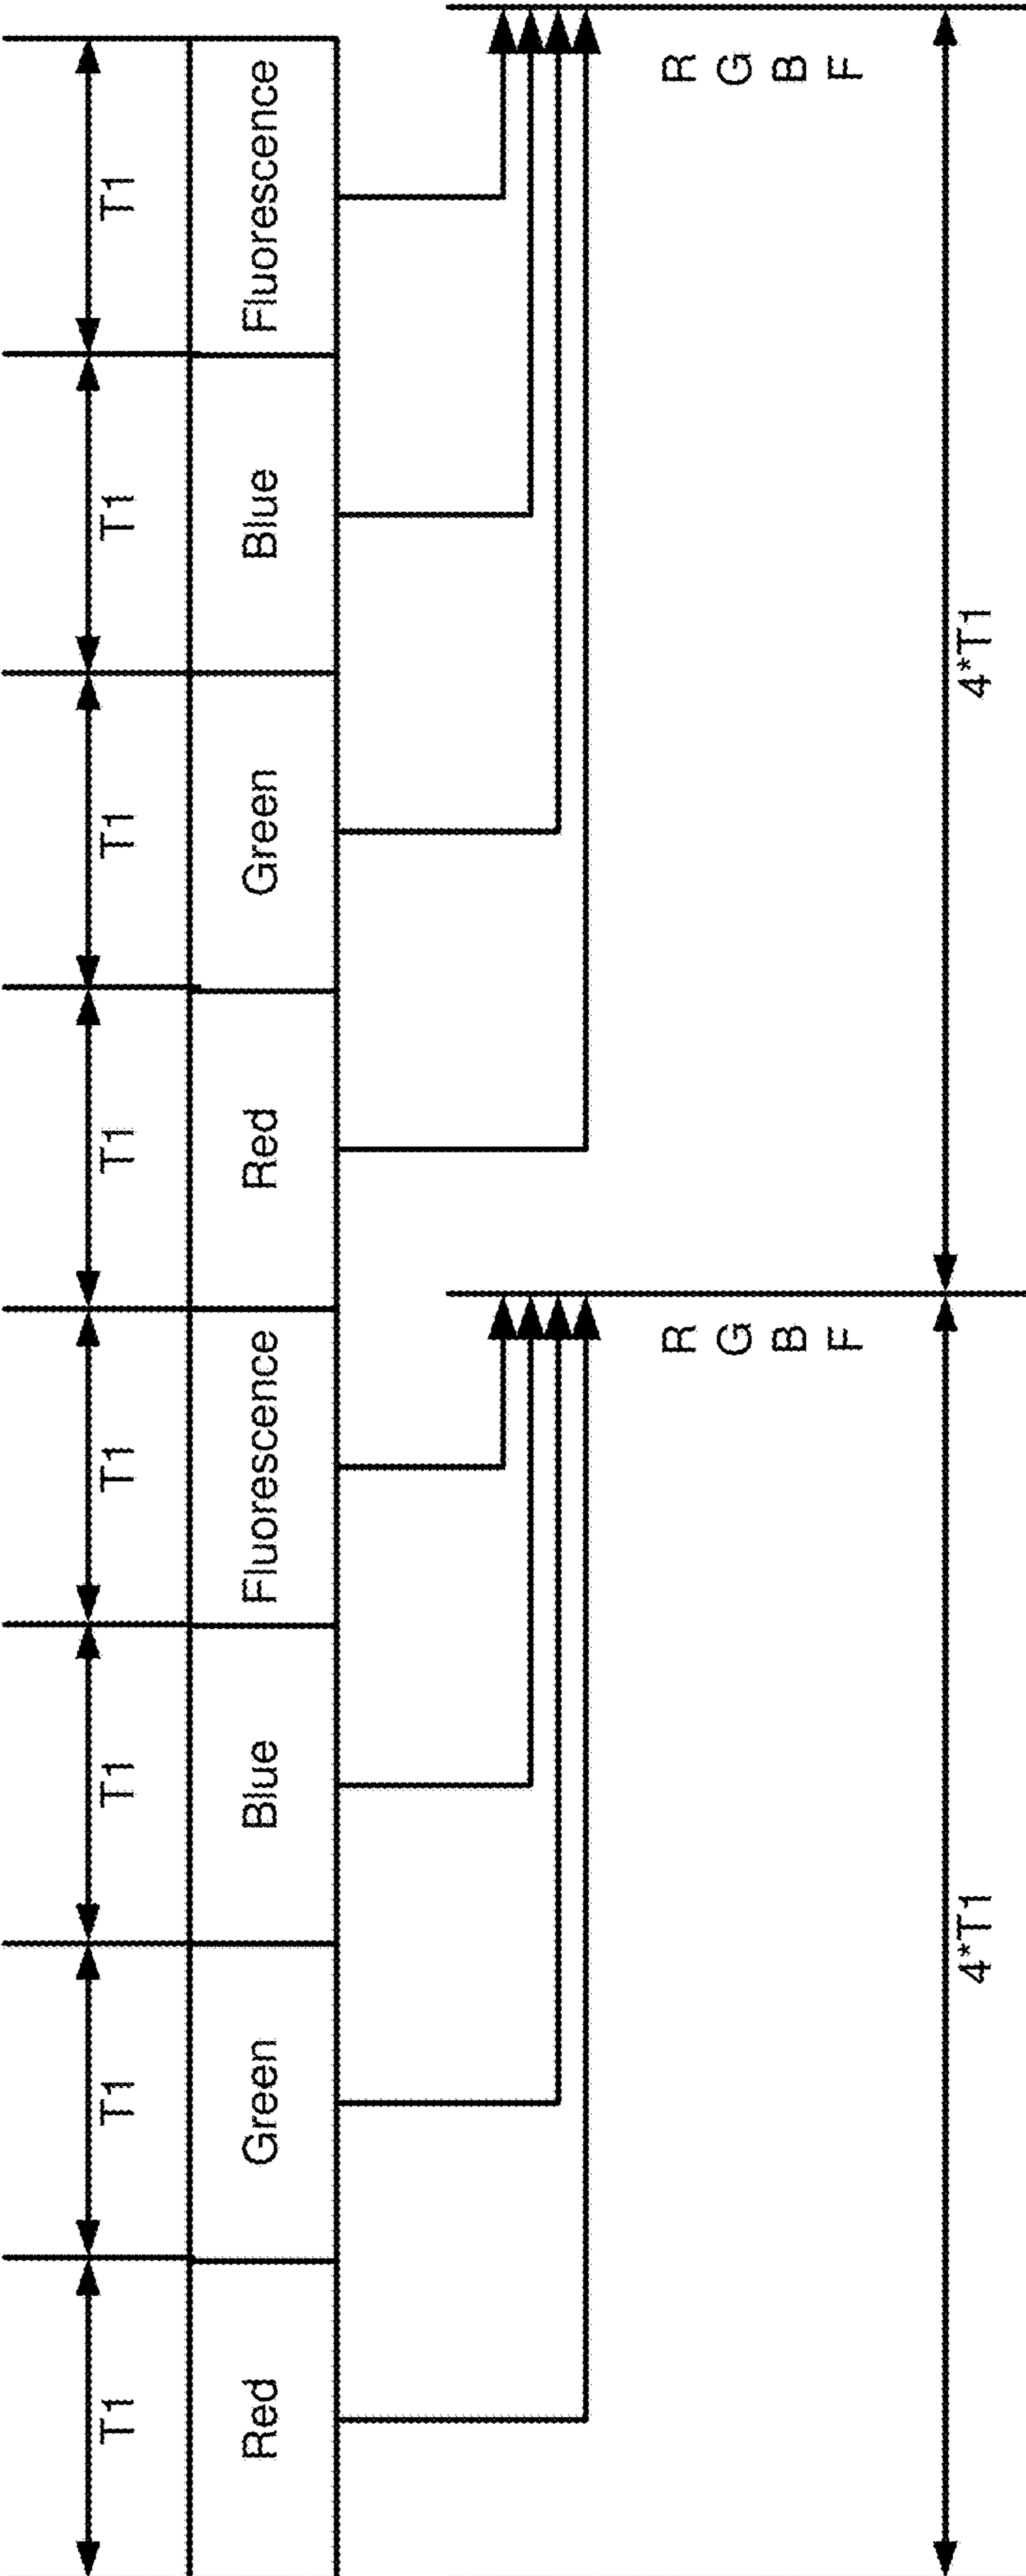 T1 T1 T1 T1 T1 T1 T1 T1
Red Green Blue Fluorescence Red Green Blue Fluorescence
R R
G G
B B
F F
4*T1 4*T1